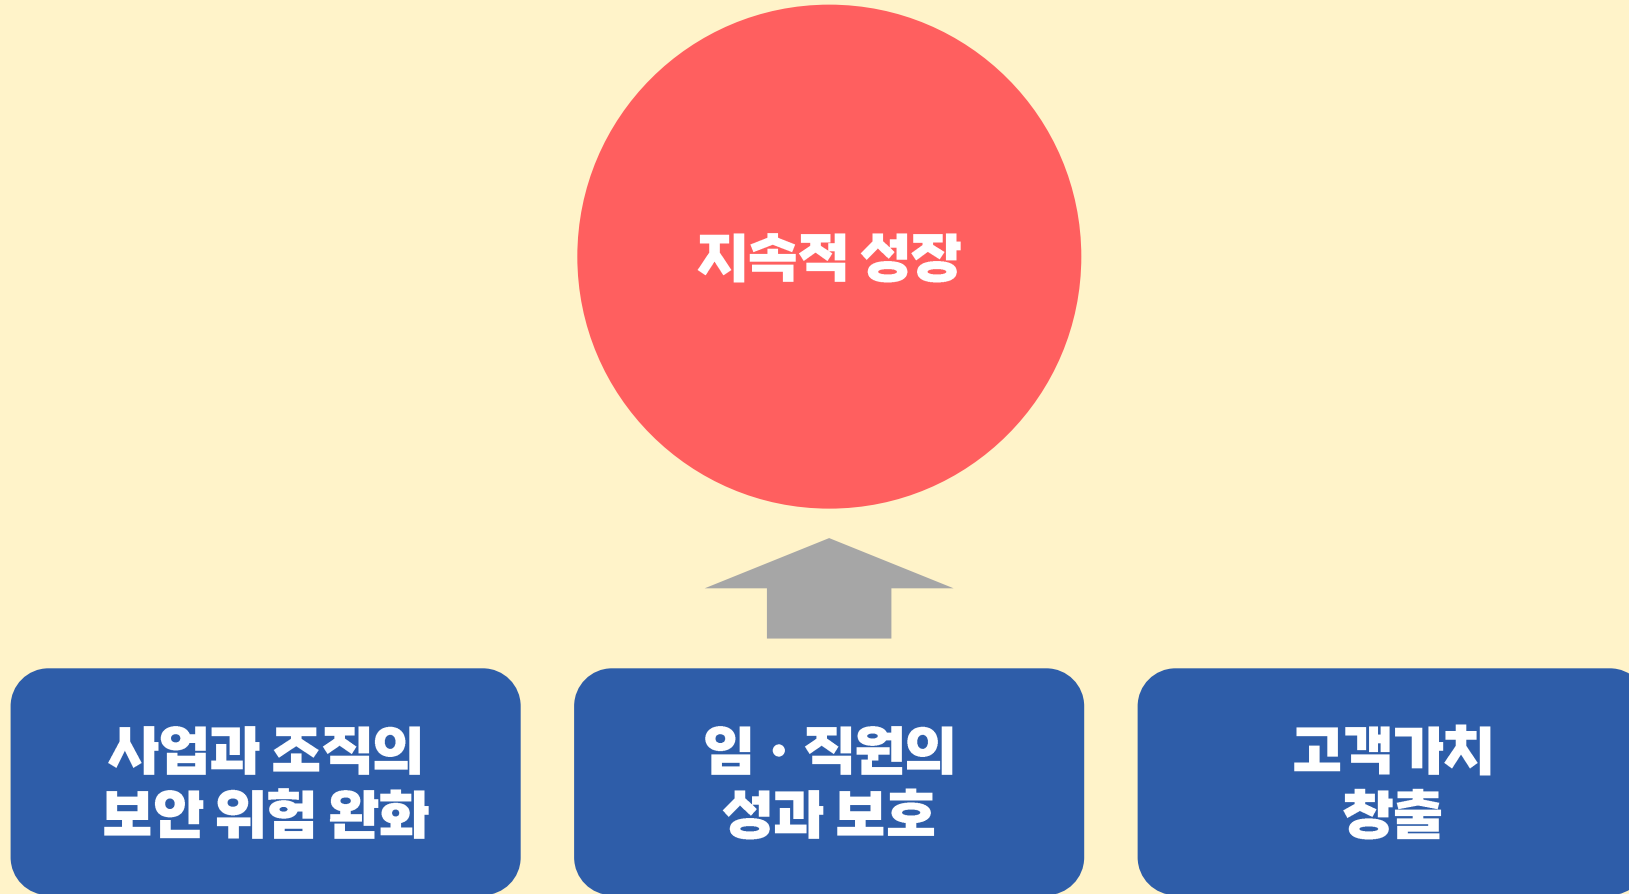 지속적 성장
사업과 조직의
보안 위험 완화
임 · 직원의
성과 보호
고객가치
창출